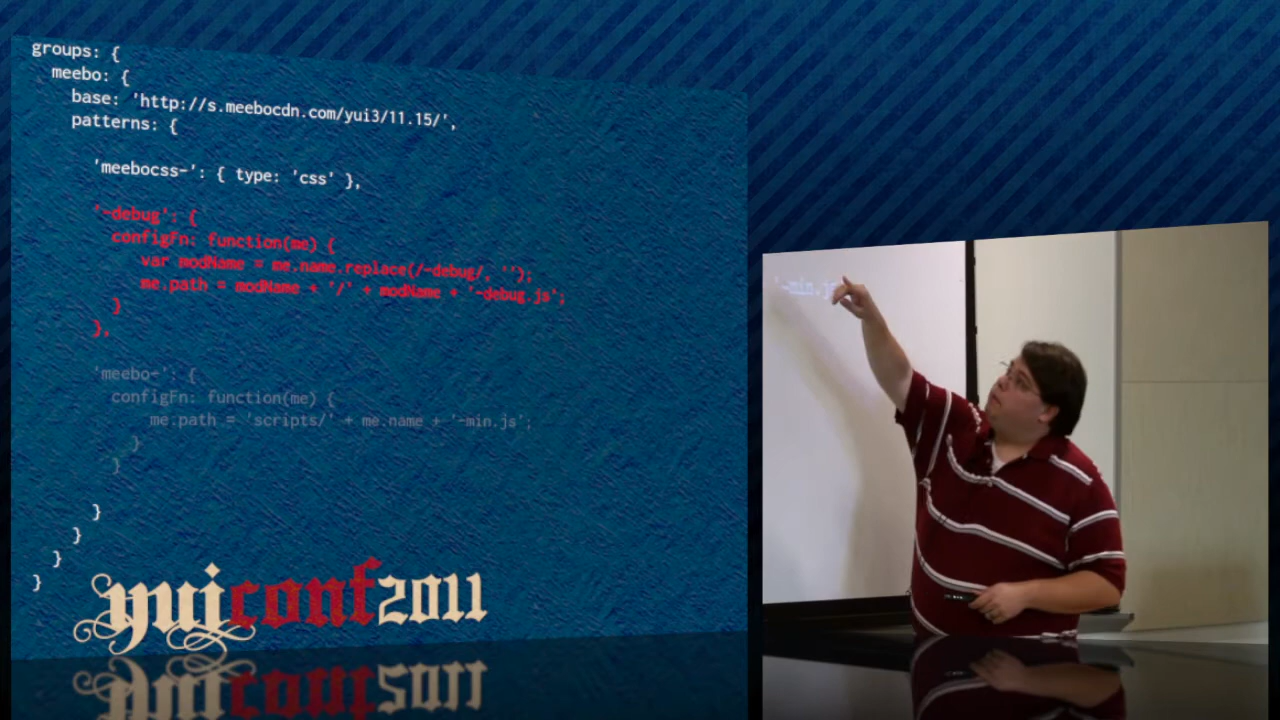 groups: {
meebo: {
base: 'http://s.meebocdn.com/yui3/11.15/',
patterns: {
'meebocss-': { type: 'css' },
'-debug': {
configFn: function(me) {
var modName = me.name.replace(/-debug/, '');
me.path = modName + '/' + modName + '-debug.js';
}
},
'meebo-': {
configFn: function(me) {
me.path = 'scripts/' + me.name + '-min.js';
}
}
}
}
}
}
yuiconf2011
'-min.j